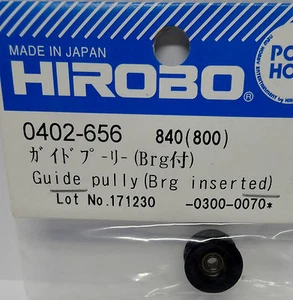 MADE IN JAPAN
HIROBO®
0402-656 840(800)
ｶﾞｲﾄﾞﾌﾟｰﾘｰ(Brg付)
Guide pully(Brg inserted)
Lot No.171230 -0300-0070*